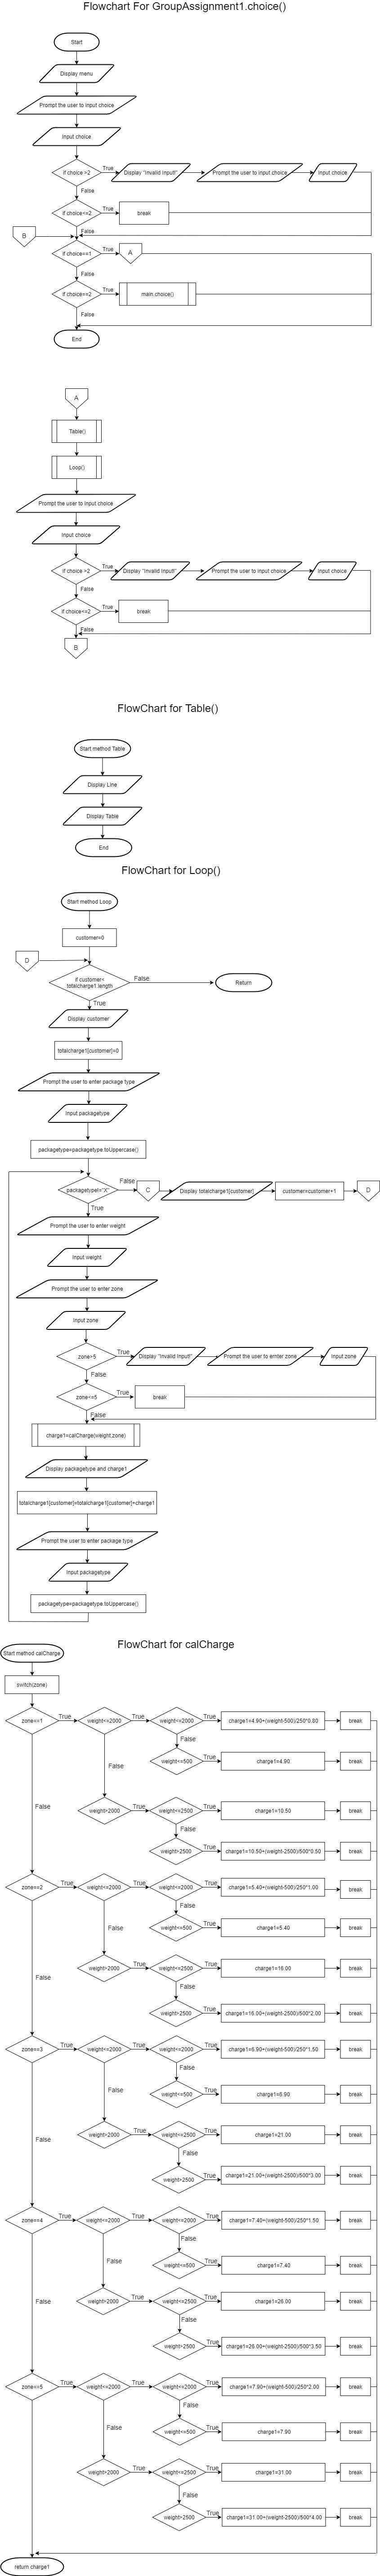 Flowchart For GroupAssignment1.choice()
Start
Display menu
Prompt the user to input choice
Input choice
if choice >2
True
Display "Invalid Input!"
Prompt the user to input choice
Input choice
False
if choice<=2
True
break
False
B
if choice==1
True
A
False
if choice==2
True
main.choice()
False
End
A
Table()
Loop()
Prompt the user to input choice
Input choice
if choice >2
True
Display "Invalid Input!"
Prompt the user to input choice
Input choice
False
if choice<=2
True
break
False
B
FlowChart for Table()
Start method Table
Display Line
Display Table
End
FlowChart for Loop()
Start method Loop
customer=0
D
if customer<
totalcharge1.length
False
Return
True
Display customer
totalcharge1[customer]=0
Prompt the user to enter package type
Input packagetype
packagetype=packagetype.toUppercase()
packagetype!="X"
False
C
Display totalcharge1[customer]
customer=customer+1
D
True
Prompt the user to enter weight
Input weight
Prompt the user to enter zone
Input zone
zone>5
True
Display "Invalid Input!"
Prompt the user to enter zone
Input zone
False
zone<=5
True
break
False
charge1=calCharge(weight,zone)
Display packagetype and charge1
totalcharge1[customer]=totalcharge1[customer]+charge1
Prompt the user to enter package type
Input packagetype
packagetype=packagetype.toUppercase()
FlowChart for calCharge
Start method calCharge
switch(zone)
zone==1
True
weight<=2000
True
weight<=2000
True
charge1=4.90+(weight-500)/250*0.80
break
False
weight<=500
True
charge1=4.90
break
False
False
weight>2000
True
weight<=2500
True
charge1=10.50
break
False
weight>2500
True
charge1=10.50+(weight-2500)/500*0.50
break
zone==2
True
weight<=2000
True
weight<=2000
True
charge1=5.40+(weight-500)/250*1.00
break
False
weight<=500
True
charge1=5.40
break
False
False
weight>2000
True
weight<=2500
True
charge1=16.00
break
False
weight>2500
True
charge1=16.00+(weight-2500)/500*2.00
break
zone==3
True
weight<=2000
True
weight<=2000
True
charge1=6.90+(weight-500)/250*1.50
break
False
weight<=500
True
charge1=6.90
break
False
False
weight>2000
True
weight<=2500
True
charge1=21.00
break
False
weight>2500
True
charge1=21.00+(weight-2500)/500*3.00
break
zone==4
True
weight<=2000
True
weight<=2000
True
charge1=7.40+(weight-500)/250*1.50
break
False
weight<=500
True
charge1=7.40
break
False
False
weight>2000
True
weight<=2500
True
charge1=26.00
break
False
weight>2500
True
charge1=26.00+(weight-2500)/500*3.50
break
zone==5
True
weight<=2000
True
weight<=2000
True
charge1=7.90+(weight-500)/250*2.00
break
False
weight<=500
True
charge1=7.90
break
False
False
weight>2000
True
weight<=2500
True
charge1=31.00
break
False
weight>2500
True
charge1=31.00+(weight-2500)/500*4.00
break
return charge1